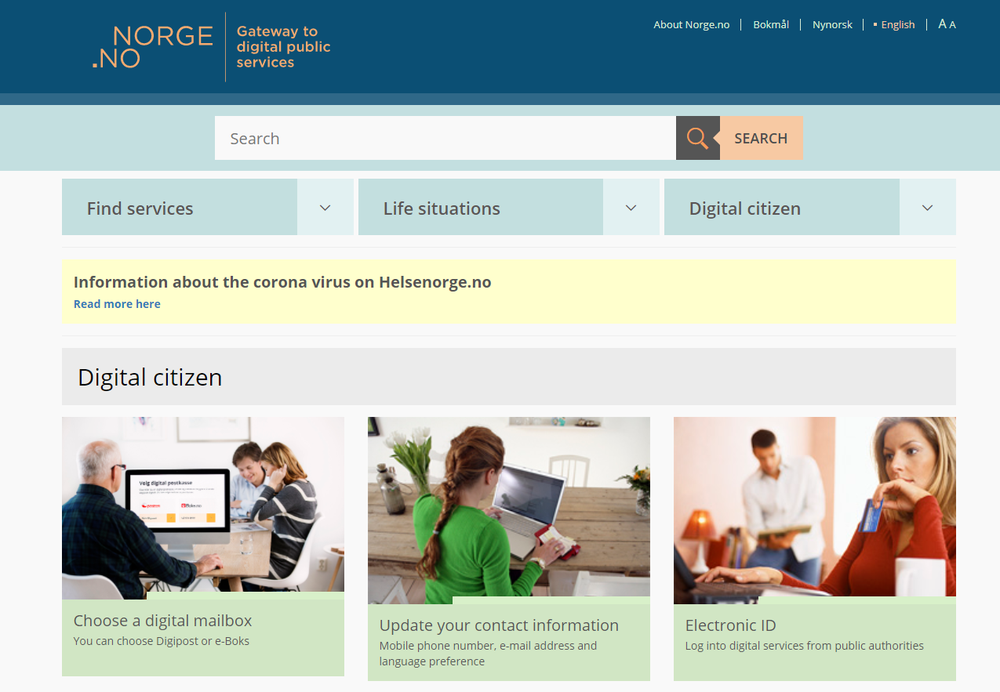 NORGE
.NO
Gateway to
digital public
services
About Norge.no
Bokmål
Nynorsk
English
A A
Search
SEARCH
Find services
Life situations
Digital citizen
Information about the corona virus on Helsenorge.no
Read more here
Digital citizen
Velg digital postkasse
Choose a digital mailbox
You can choose Digipost or e-Boks
Update your contact information
Mobile phone number, e-mail address and
language preference
Electronic ID
Log into digital services from public authorities